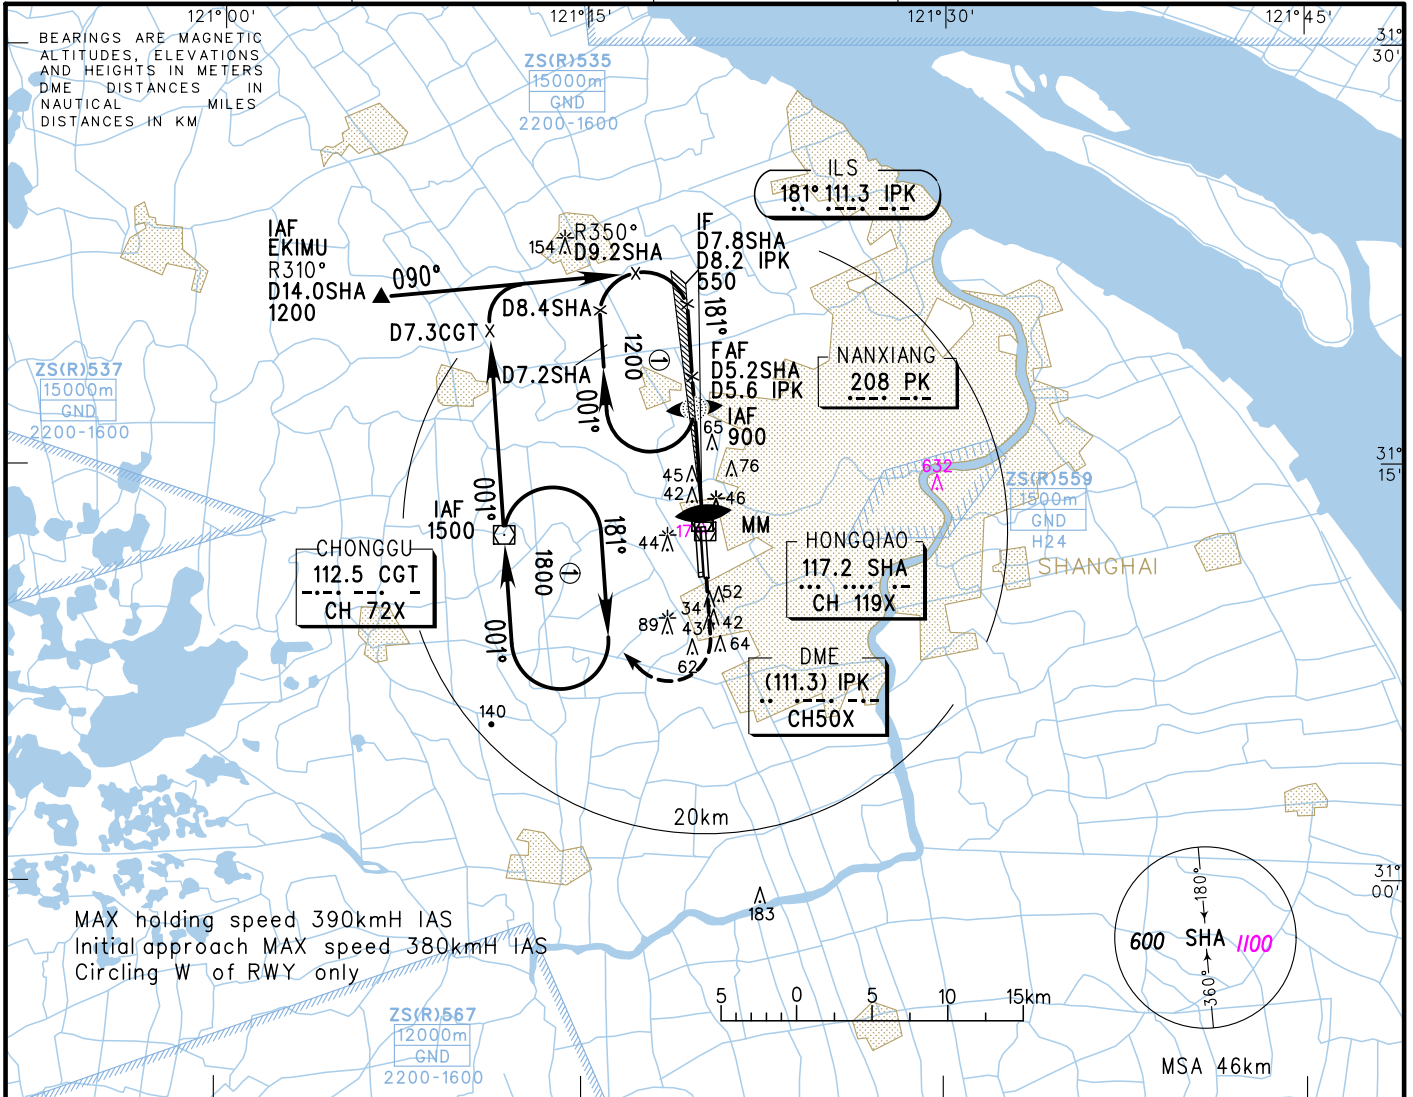 121°00'
121°15'
121°30'
121°45'
31°
30'
BEARINGS ARE MAGNETIC
ALTITUDES, ELEVATIONS
AND HEIGHTS IN METERS
DME DISTANCES IN
NAUTICAL MILES
DISTANCES IN KM
ZS(R)535
15000m
GND
2200-1600
ILS
181° 111.3 IPK
IAF
EKIMU
R310°
D14.0SHA
1200
090°
154
R350°
D9.2SHA
IF
D7.8SHA
D8.2 IPK
550
181°
D8.4SHA
D7.3CGT
1200
1
D7.2SHA
001°
FAF
D5.2SHA
D5.6 IPK
IAF
900
NANXIANG
208 PK
ZS(R)537
15000m
GND
2200-1600
65
76
45
42
46
17
MM
44
632
31°
15'
ZS(R)559
1500m
GND
H24
SHANGHAI
IAF
1500
001°
181°
1800
1
001°
CHONGGU
112.5 CGT
CH 72X
HONGQIAO
117.2 SHA
CH 119X
52
34
42
43
89
64
62
DME
(111.3) IPK
CH50X
140
20km
183
31°
00'
MAX holding speed 390kmH IAS
Initial approach MAX speed 380kmH IAS
Circling W of RWY only
ZS(R)567
12000m
GND
2200-1600
5 0 5 10 15km
180°
600 SHA 1100
360°
MSA 46km